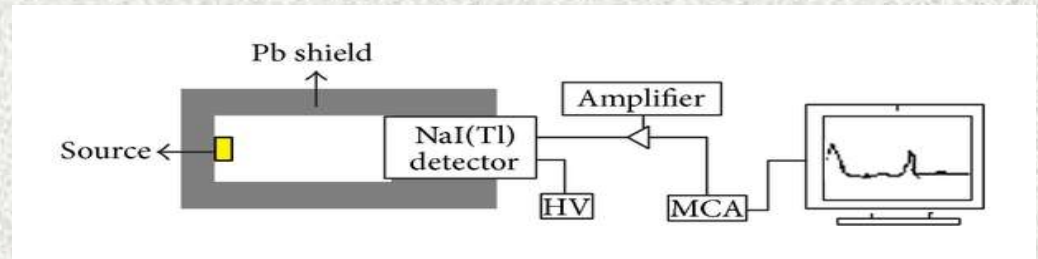 Pb shield
Source
NaI(Tl)
detector
Amplifier
HV
MCA